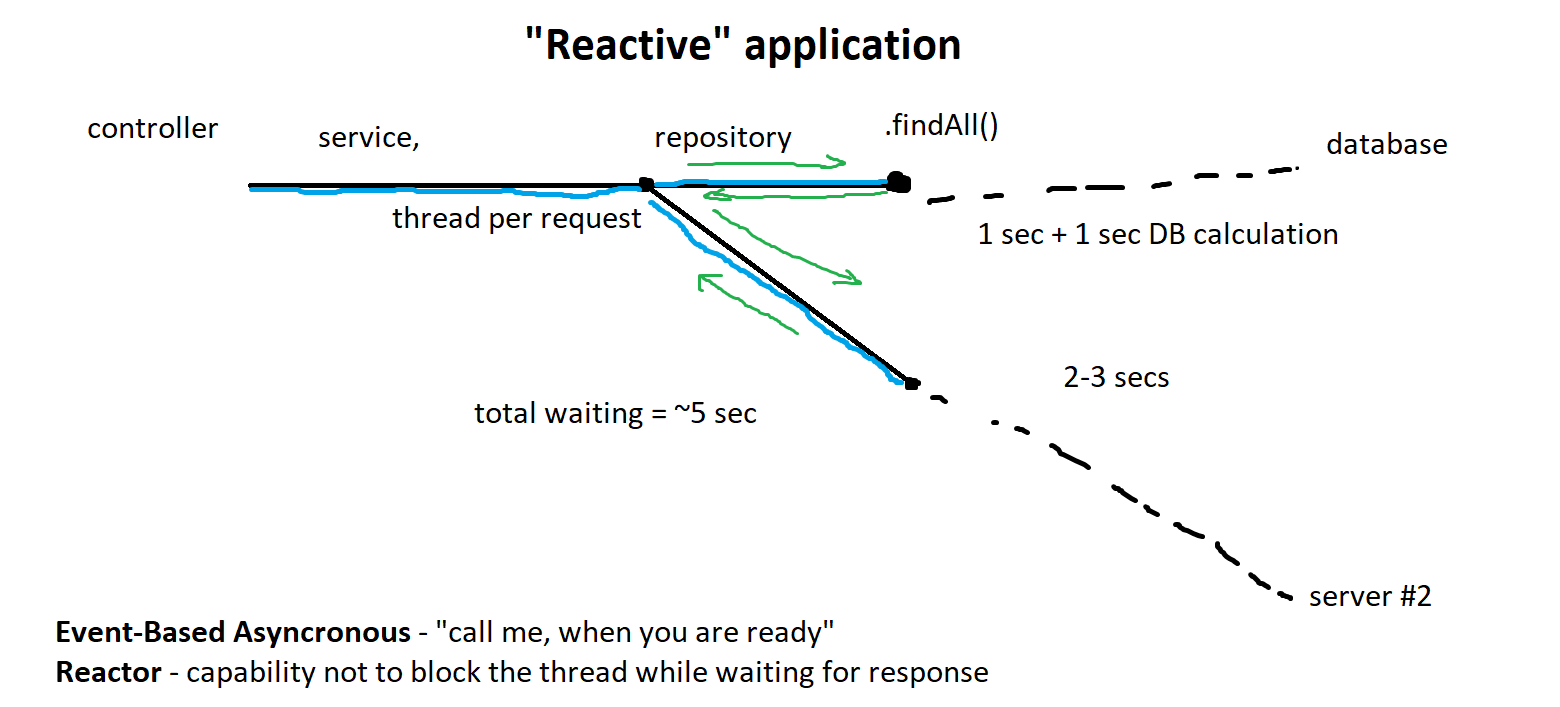 "Reactive" application
controller
service,
repository
.findAll()
database
thread per request
1 sec + 1 sec DB calculation
2-3 secs
total waiting = ~5 sec
server #2
Event-Based Asyncronous - "call me, when you are ready"
Reactor - capability not to block the thread while waiting for response